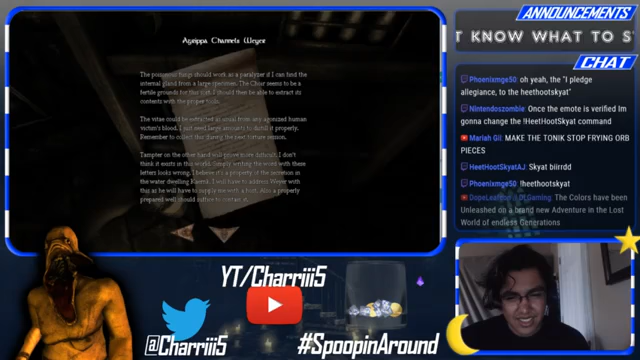 ANNOUNCEMENTS
T KNOW WHAT TO S
CHAT
Agrippa Channels Weyer
The poisonous fungi should work as a paralyzer if I can find the
internal gland from a large specimen. The Choir seems to be a
fertile grounds for this sort. I should then be able to extract its
contents with the proper tools.
The vitae could be extracted as usual from any agonized human
victim's blood. I just need large amounts to distill it properly.
Remember to collect this during the next torture session.
Tampter on the other hand will prove more difficult. I don't
think it exists in this world. Simply writing the word with these
letters looks wrong. I believe it's a property of the secretion in
the water dwelling Kaernk. I will have to address Weyer with
this as he will have to supply me with a
Also a properly
prepared well should suffice to contain it.
Phoenixmge50: oh yeah, the "i pledge
allegiance, to the heethootskyat"
Nintendozombie: Once the emote is verified Im
gonna change the !HeetHootSkyat command
Mariah Gil: MAKE THE TONIK STOP FRYING ORB
PIECES
HeetHootSkyatAJ: Skyat biirrdd
Phoenixmge50: !heethootskyat
Gaming: The Colors have been
Unleashed on a brand new Adventure in the Lost
World of endless Generations
YT/Charriii5
@Charriii5
#SpoopinAround